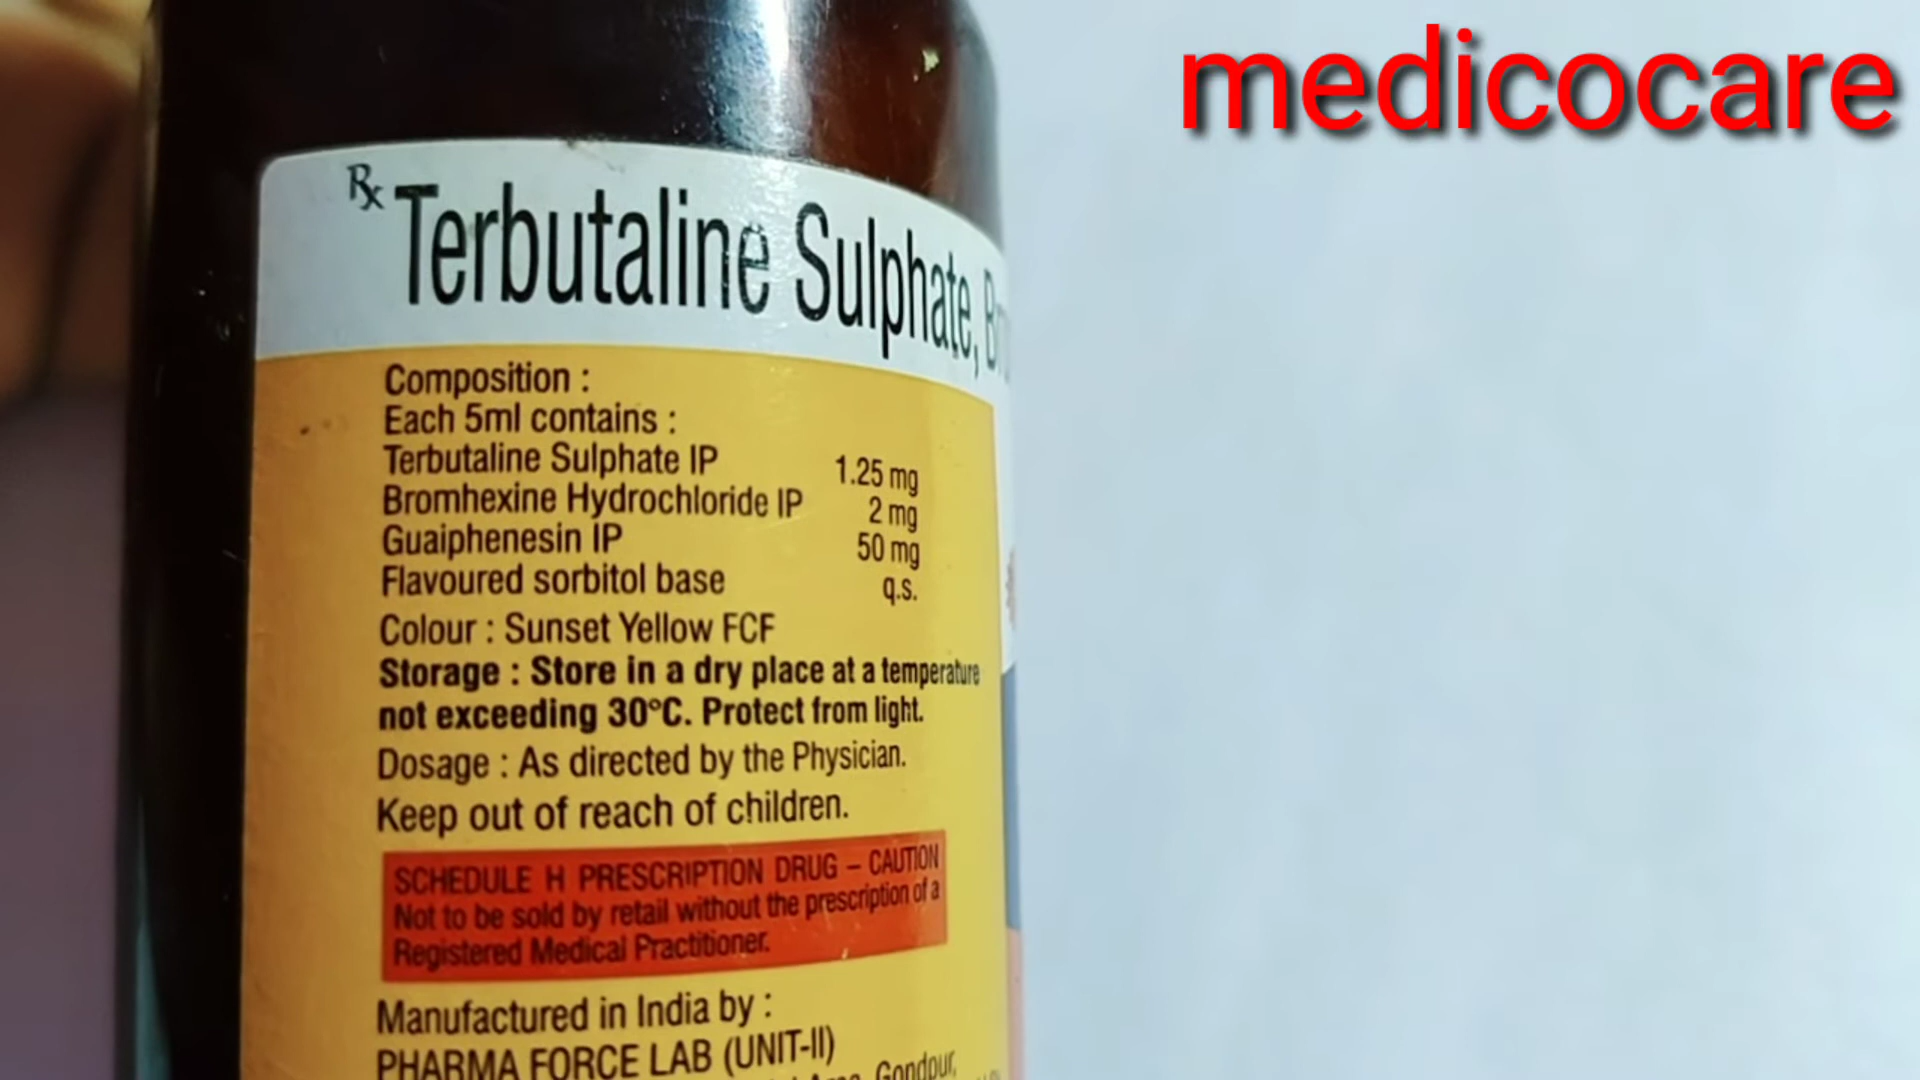 medicocare
Rx Terbutaline Sulphate,
Composition :
Each 5ml contains :
Terbutaline Sulphate IP 1.25 mg
Bromhexine Hydrochloride IP 2 mg
Guaiphenesin IP 50 mg
Flavoured sorbitol base q.s.
Colour : Sunset Yellow FCF
Storage : Store in a dry place at a temperature
not exceeding 30°C. Protect from light.
Dosage : As directed by the Physician.
Keep out of reach of children.
SCHEDULE H PRESCRIPTION DRUG – CAUTION
Not to be sold by retail without the prescription of a
Registered Medical Practitioner.
Manufactured in India by :
PHARMA FORCE LAB (UNIT-II)
Gondpur,